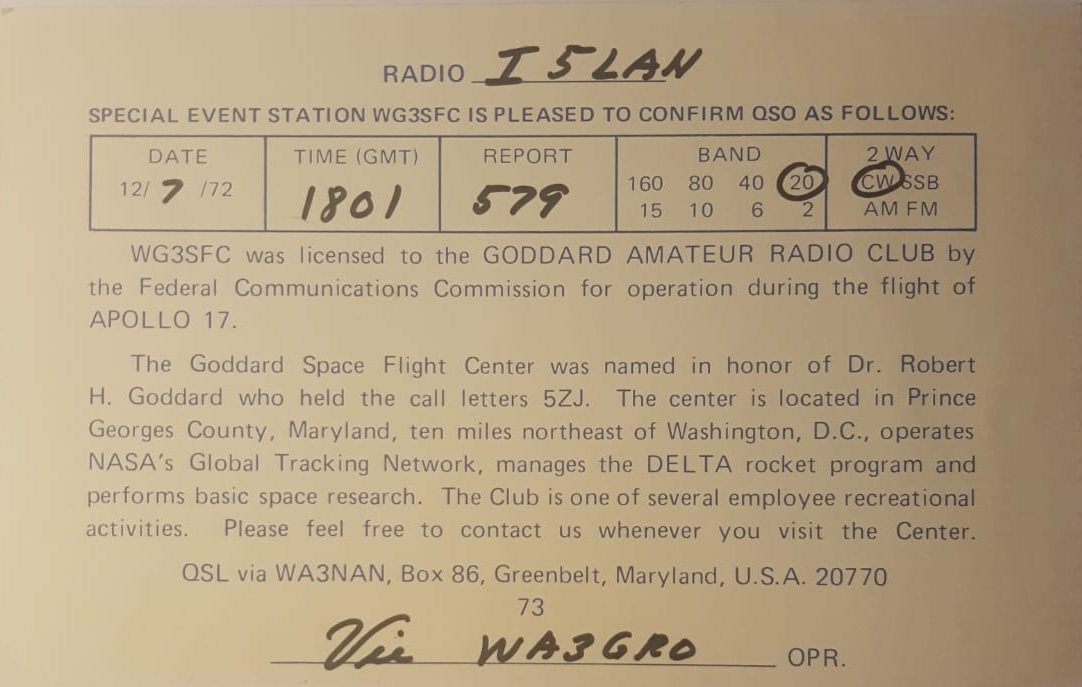 RADIO I5LAN
SPECIAL EVENT STATION WG3SFC IS PLEASED TO CONFIRM QSO AS FOLLOWS:
DATE TIME (GMT) REPORT BAND 2 WAY
12/ 7 /72 1801 579 160 80 40 20 CW SSB
15 10 6 2 AM FM
WG3SFC was licensed to the GODDARD AMATEUR RADIO CLUB by
the Federal Communications Commission for operation during the flight of
APOLLO 17.
The Goddard Space Flight Center was named in honor of Dr. Robert
H. Goddard who held the call letters 5ZJ. The center is located in Prince
Georges County, Maryland, ten miles northeast of Washington, D.C., operates
NASA's Global Tracking Network, manages the DELTA rocket program and
performs basic space research. The Club is one of several employee recreational
activities. Please feel free to contact us whenever you visit the Center.
QSL via WA3NAN, Box 86, Greenbelt, Maryland, U.S.A. 20770
73
Vic WA3GRO OPR.